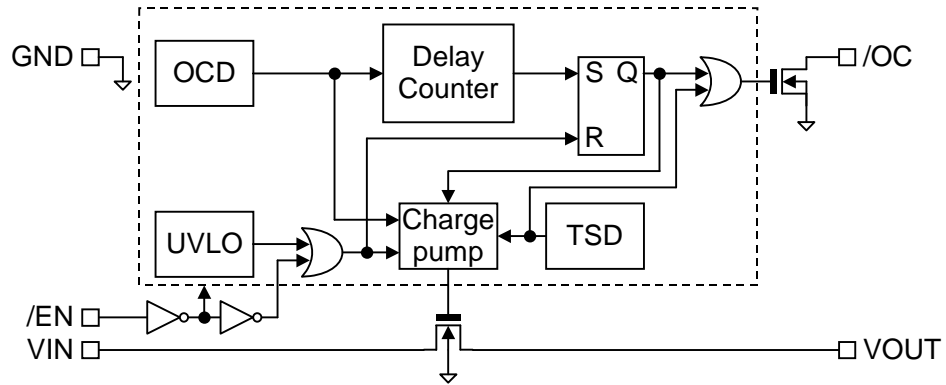 GND
OCD
Delay
Counter
S Q
R
/OC
UVLO
Charge
pump
TSD
/EN
VIN
VOUT